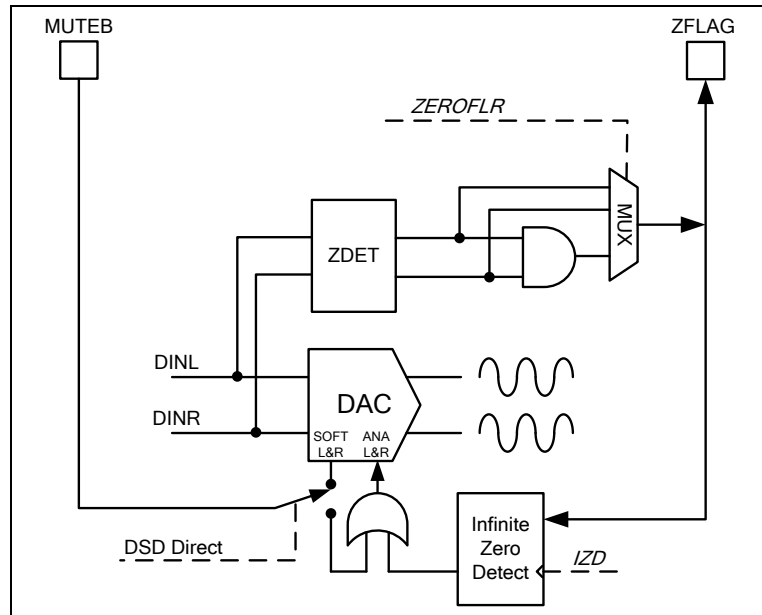 MUTEB
ZFLAG
ZEROFLR
MUX
ZDET
DINL
DAC
DINR
SOFT ANA
L&R L&R
Infinite
Zero
Detect
DSD Direct
IZD